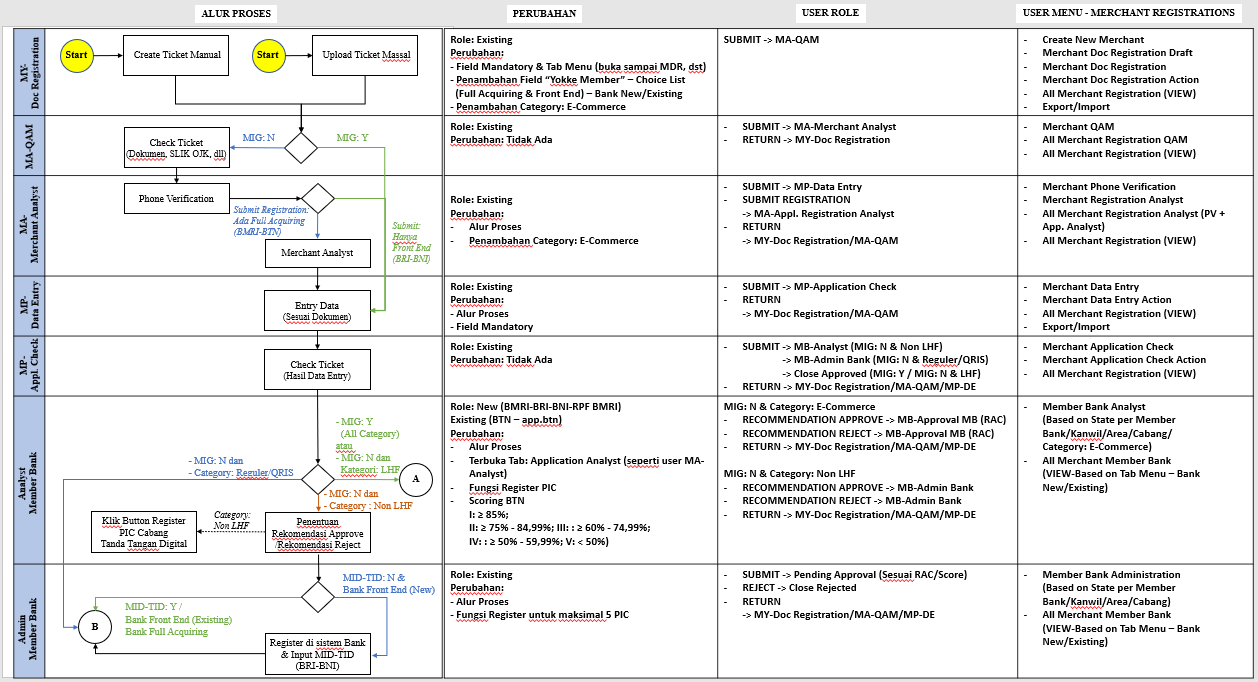 ALUR PROSES
PERUBAHAN
USER ROLE
USER MENU - MERCHANT REGISTRATIONS
MY-
Doc Registration
Start
Create Ticket Manual
Start
Upload Ticket Massal
Role: Existing
Perubahan:
- Field Mandatory & Tab Menu (buka sampai MDR, dst)
- Penambahan Field “Yokke Member” – Choice List
(Full Acquiring & Front End) – Bank New/Existing
- Penambahan Category: E-Commerce
SUBMIT -> MA-QAM
- Create New Merchant
- Merchant Doc Registration Draft
- Merchant Doc Registration
- Merchant Doc Registration Action
- All Merchant Registration (VIEW)
- Export/Import
MA-QAM
Check Ticket
(Dokumen, SLIK OJK, dll)
MIG: N
MIG: Y
Role: Existing
Perubahan: Tidak Ada
- SUBMIT -> MA-Merchant Analyst
- RETURN -> MY-Doc Registration
- Merchant QAM
- All Merchant Registration QAM
- All Merchant Registration (VIEW)
MA-
Merchant Analyst
Phone Verification
Submit Registration:
Ada Full Acquiring
(BMRI-BTN)
Merchant Analyst
Submit:
Hanya
Front End
(BRI-BNI)
Role: Existing
Perubahan:
- Alur Proses
- Penambahan Category: E-Commerce
- SUBMIT -> MP-Data Entry
- SUBMIT REGISTRATION
-> MA-Appl. Registration Analyst
- RETURN
-> MY-Doc Registration/MA-QAM
- Merchant Phone Verification
- Merchant Registration Analyst
- All Merchant Registration Analyst (PV +
App. Analyst)
- All Merchant Registration (VIEW)
MP-
Data Entry
Entry Data
(Sesuai Dokumen)
Role: Existing
Perubahan:
- Alur Proses
- Field Mandatory
- SUBMIT -> MP-Application Check
- RETURN
-> MY-Doc Registration/MA-QAM
- Merchant Data Entry
- Merchant Data Entry Action
- All Merchant Registration (VIEW)
- Export/Import
MP-
Appl. Check
Check Ticket
(Hasil Data Entry)
Role: Existing
Perubahan: Tidak Ada
- SUBMIT -> MB-Analyst (MIG: N & Non LHF)
-> MB-Admin Bank (MIG: N & Reguler/QRIS)
-> Close Approved (MIG: Y / MIG: N & LHF)
- RETURN -> MY-Doc Registration/MA-QAM/MP-DE
- Merchant Application Check
- Merchant Application Check Action
- All Merchant Registration (VIEW)
Analyst
Member Bank
- MIG: Y
(All Category)
atau
- MIG: N dan
Kategori: LHF
- MIG: N dan
- Category: Reguler/QRIS
A
- MIG: N dan
- Category : Non LHF
Klik Button Register
PIC Cabang
Tanda Tangan Digital
Category:
Non LHF
Penentuan
Rekomendasi Approve
/Rekomendasi Reject
Role: New (BMRI-BRI-BNI-RPF BMRI)
Existing (BTN – app.btn)
Perubahan:
- Alur Proses
- Terbuka Tab: Application Analyst (seperti user MA-
Analyst)
- Fungsi Register PIC
- Scoring BTN
I: ≥ 85%;
II: ≥ 75% - 84,99%; III: : ≥ 60% - 74,99%;
IV: : ≥ 50% - 59,99%; V: < 50%)
MIG: N & Category: E-Commerce
- RECOMMENDATION APPROVE -> MB-Approval MB (RAC)
- RECOMMENDATION REJECT -> MB-Approval MB (RAC)
- RETURN -> MY-Doc Registration/MA-QAM/MP-DE
MIG: N & Category: Non LHF
- RECOMMENDATION APPROVE -> MB-Admin Bank
- RECOMMENDATION REJECT -> MB-Admin Bank
- RETURN -> MY-Doc Registration/MA-QAM/MP-DE
- Member Bank Analyst
(Based on State per Member
Bank/Kanwil/Area/Cabang/
Category: E-Commerce)
- All Merchant Member Bank
(VIEW-Based on Tab Menu – Bank
New/Existing)
Admin
Member Bank
MID-TID: N &
Bank Front End (New)
B
MID-TID: Y /
Bank Front End (Existing)
Bank Full Acquiring
Register di sistem Bank
& Input MID-TID
(BRI-BNI)
Role: Existing
Perubahan:
- Alur Proses
- Fungsi Register untuk maksimal 5 PIC
- SUBMIT -> Pending Approval (Sesuai RAC/Score)
- REJECT -> Close Rejected
- RETURN
-> MY-Doc Registration/MA-QAM/MP-DE
- Member Bank Administration
(Based on State per Member
Bank/Kanwil/Area/Cabang)
- All Merchant Member Bank
(VIEW-Based on Tab Menu – Bank
New/Existing)